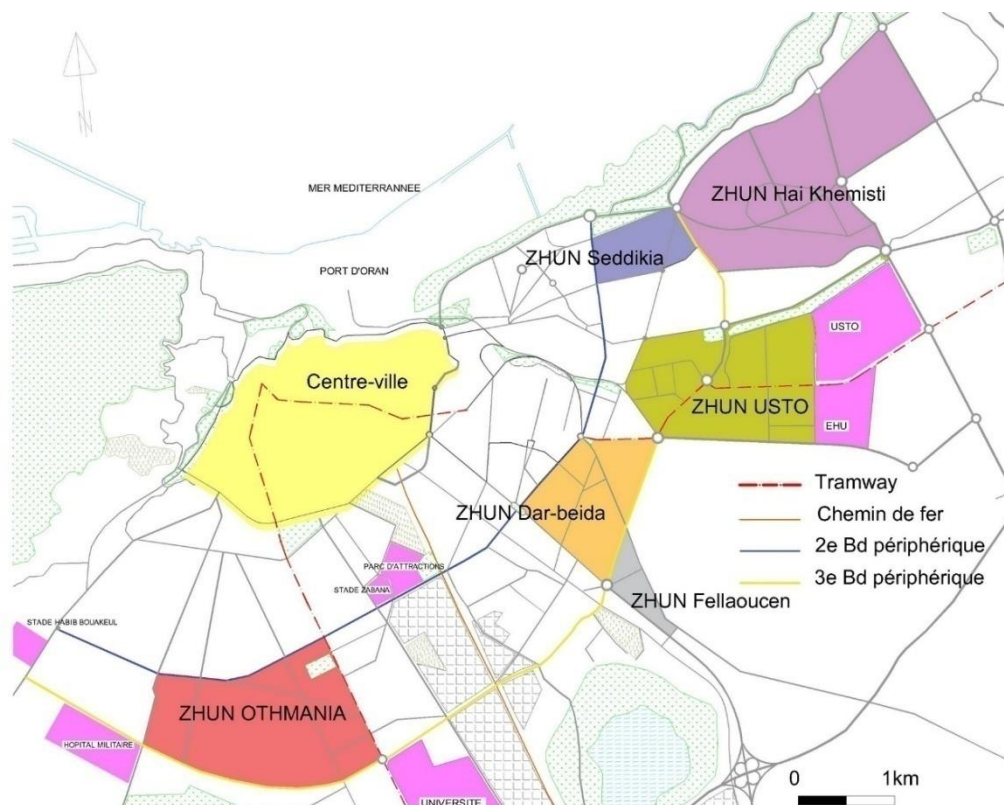 N
MER MEDITERRANNEE
ZHUN Hai Khemisti
ZHUN Seddikia
PORT D'ORAN
USTO
Centre-ville
ZHUN USTO
EHU
Tramway
ZHUN Dar-beida
Chemin de fer
2e Bd périphérique
PARC D'ATTRACTIONS
3e Bd périphérique
STADE ZABANA
ZHUN Fellaoucen
STADE HABIB BOUAKEUL
ZHUN OTHMANIA
HOPITAL MILITAIRE
0 1km
UNIVERSITE